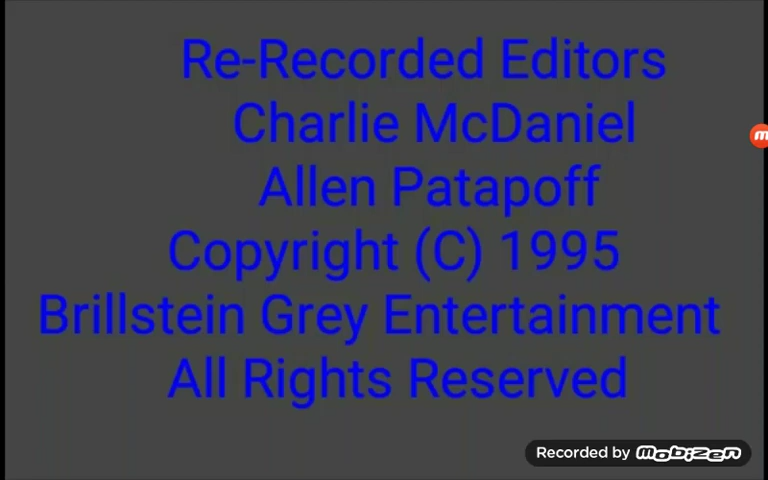 Re-Recorded Editors
Charlie McDaniel
Allen Patapoff
Copyright (C) 1995
Brillstein Grey Entertainment
All Rights Reserved
m
Recorded by mobizen